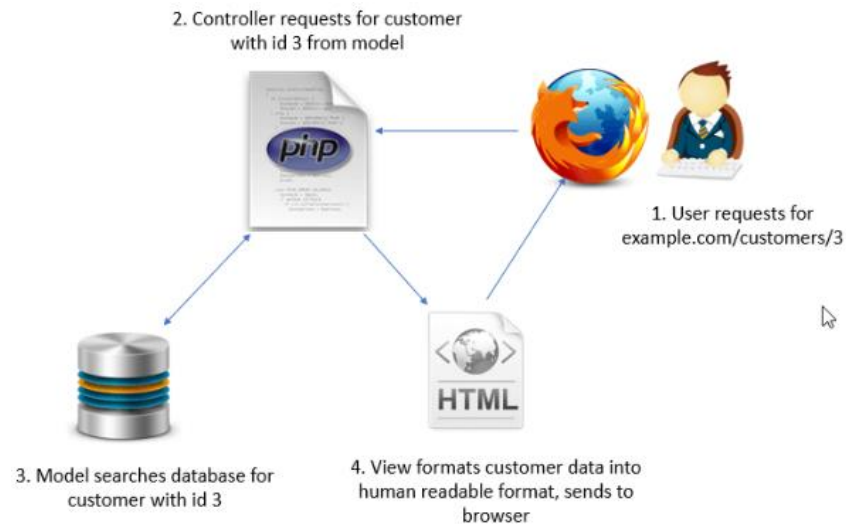 2. Controller requests for customer
with id 3 from model
php
1. User requests for
example.com/customers/3
HTML
3. Model searches database for
customer with id 3
4. View formats customer data into
human readable format, sends to
browser